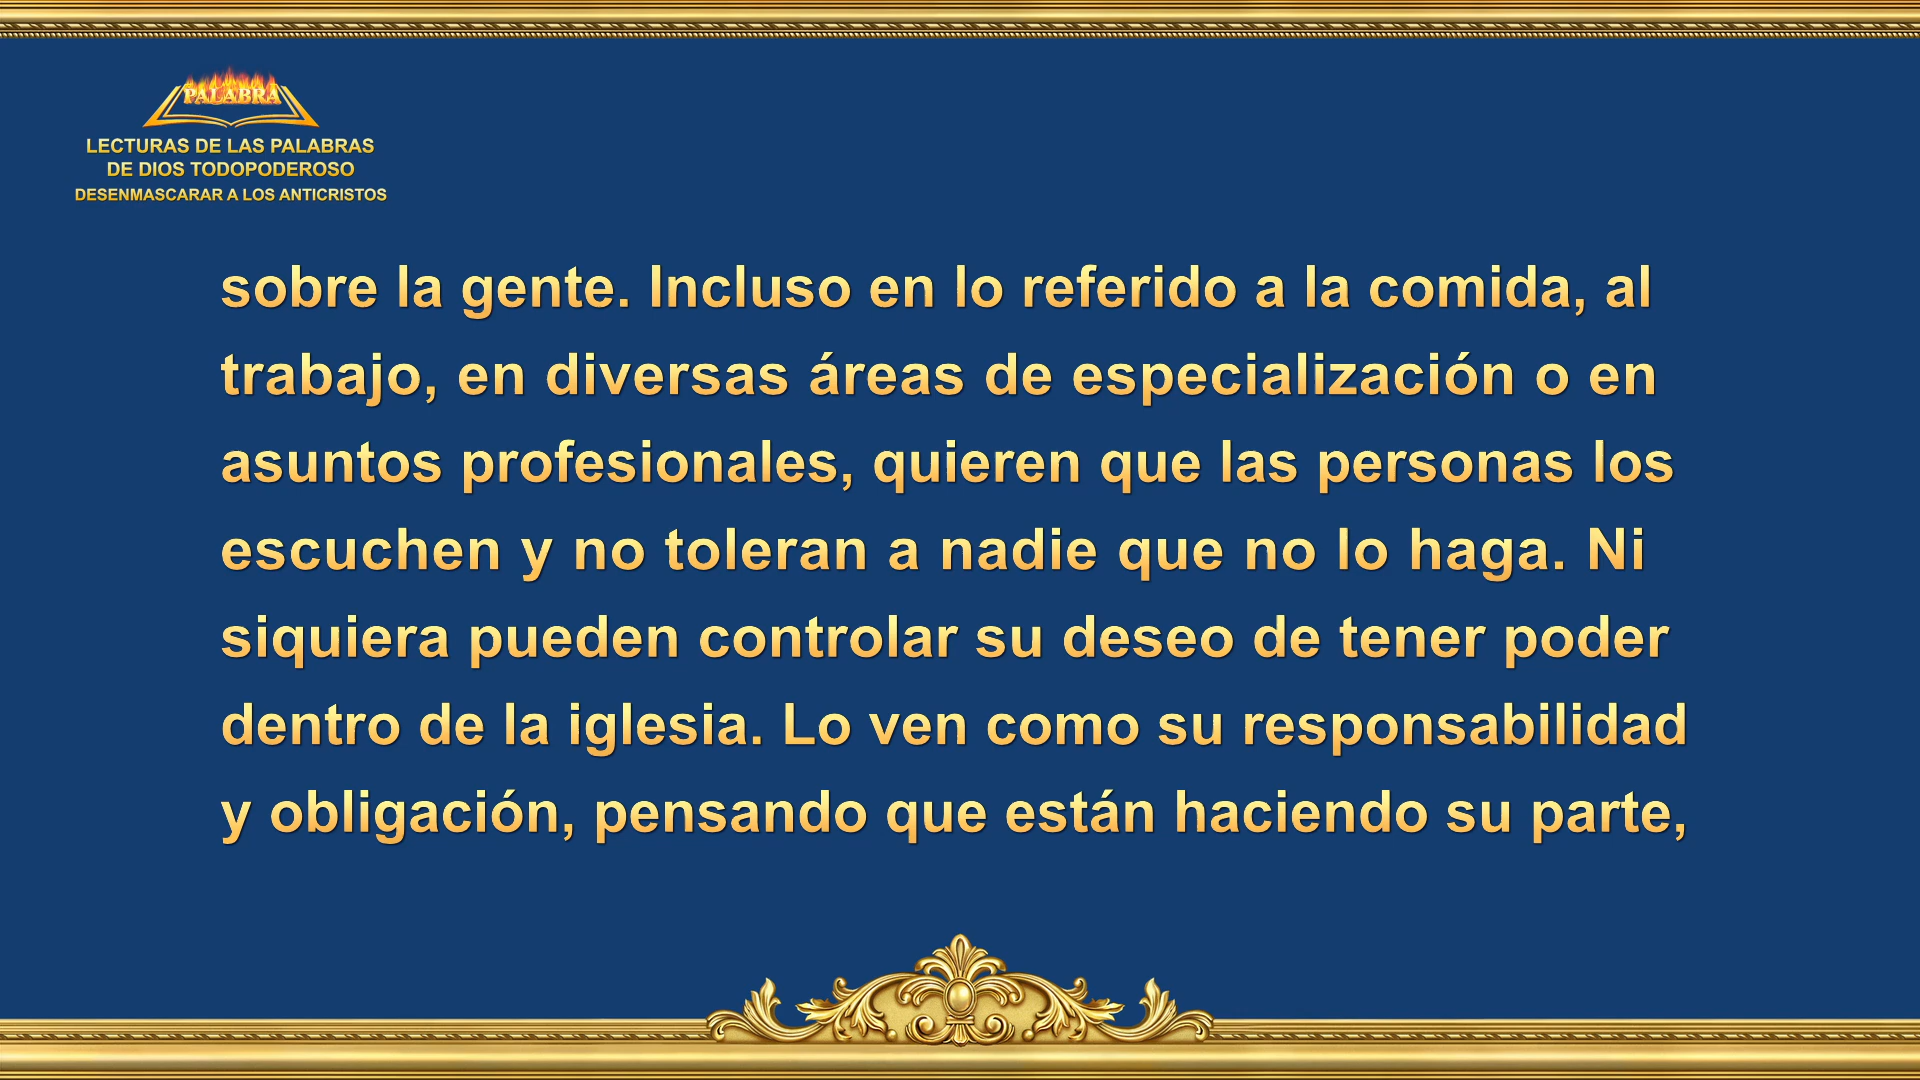 PALABRA
LECTURAS DE LAS PALABRAS
DE DIOS TODOPODEROSO
DESENMASCARAR A LOS ANTICRISTOS
sobre la gente. Incluso en lo referido a la comida, al
trabajo, en diversas áreas de especialización o en
asuntos profesionales, quieren que las personas los
escuchen y no toleran a nadie que no lo haga. Ni
siquiera pueden controlar su deseo de tener poder
dentro de la iglesia. Lo ven como su responsabilidad
y obligación, pensando que están haciendo su parte,